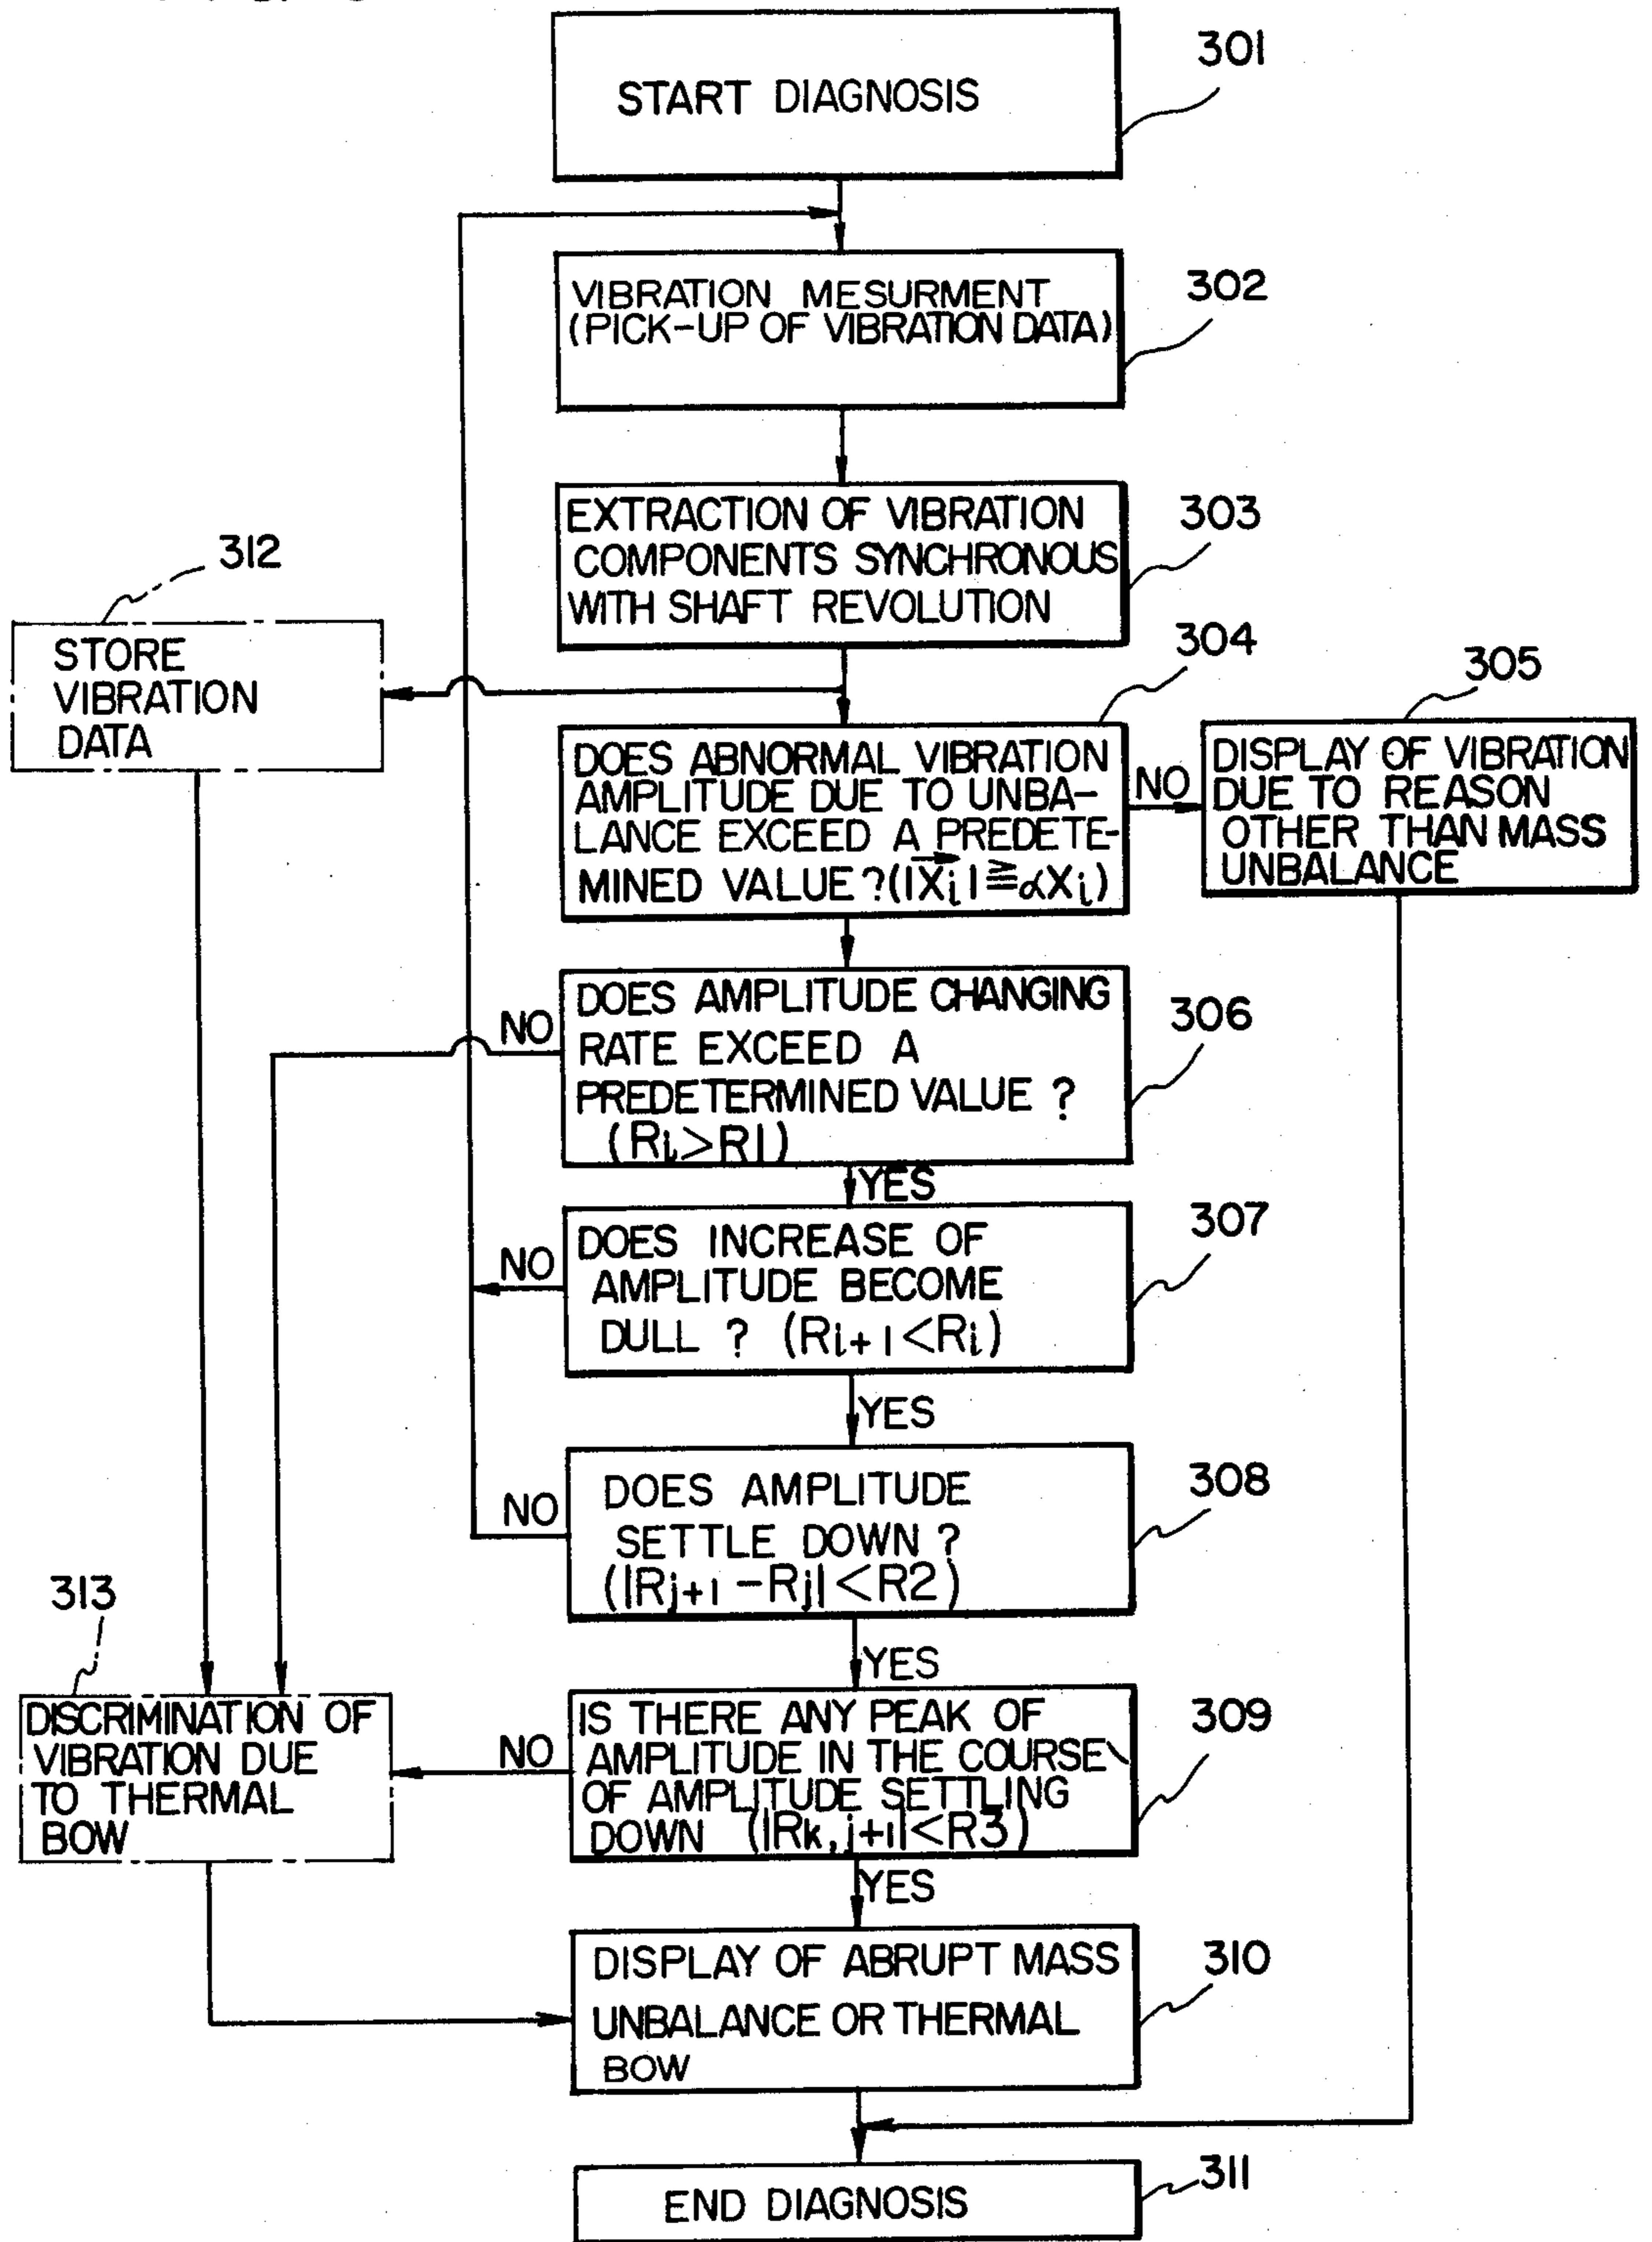 START DIAGNOSIS
301
VIBRATION MESURMENT
(PICK-UP OF VIBRATION DATA)
302
EXTRACTION OF VIBRATION
COMPONENTS SYNCHRONOUS
WITH SHAFT REVOLUTION
303
312
STORE
VIBRATION
DATA
304
DOES ABNORMAL VIBRATION
AMPLITUDE DUE TO UNBA-
LANCE EXCEED A PREDETE-
MINED VALUE?(|X⃗i|≧αXi)
NO
305
DISPLAY OF VIBRATION
DUE TO REASON
OTHER THAN MASS
UNBALANCE
DOES AMPLITUDE CHANGING
RATE EXCEED A
PREDETERMINED VALUE ?
(Ri>R1)
306
NO
YES
DOES INCREASE OF
AMPLITUDE BECOME
DULL ? (Ri+1<Ri)
307
NO
YES
DOES AMPLITUDE
SETTLE DOWN ?
(|Rj+1-Rj|<R2)
308
NO
YES
313
DISCRIMINATION OF
VIBRATION DUE
TO THERMAL
BOW
NO
IS THERE ANY PEAK OF
AMPLITUDE IN THE COURSE
OF AMPLITUDE SETTLING
DOWN (|Rk,j+1|<R3)
309
YES
DISPLAY OF ABRUPT MASS
UNBALANCE OR THERMAL
BOW
310
END DIAGNOSIS
311